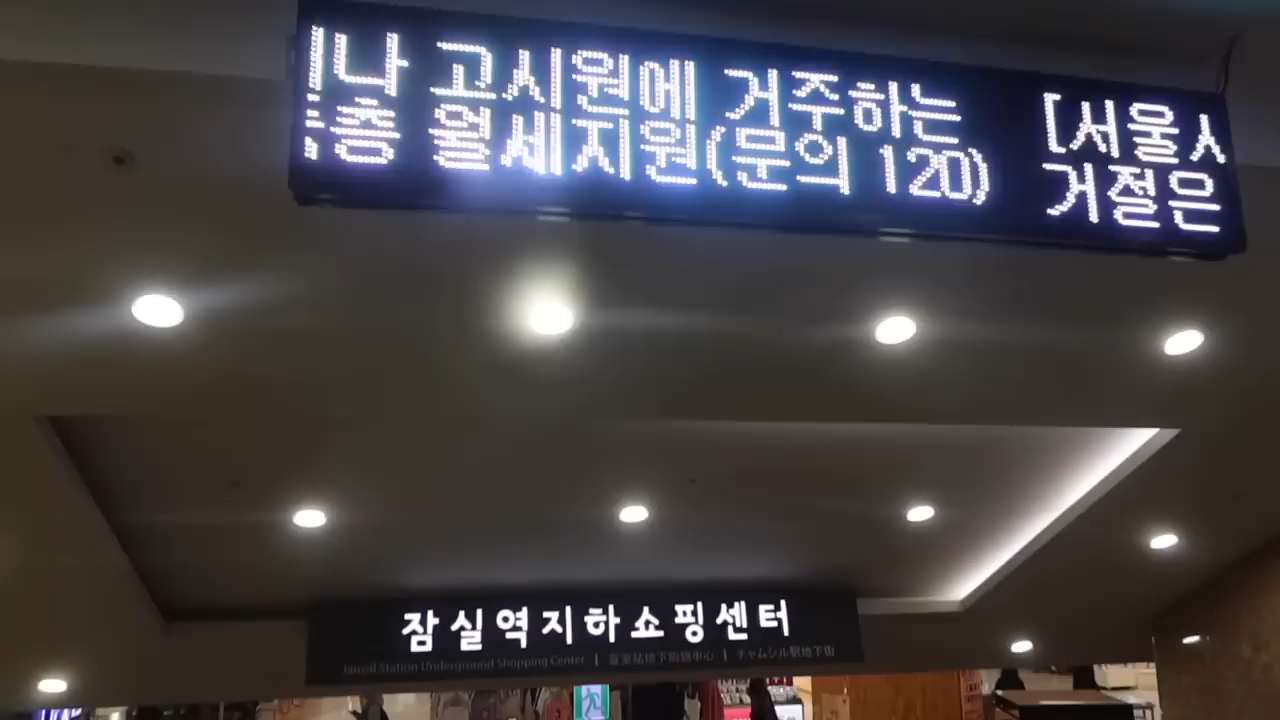 나 고시원에 거주하는 [서울시
층 월세지원(문의 120) 거절은
잠실역지하쇼핑센터
Jamsil Station Underground Shopping Center | 蚕室站地下购物中心 | チャムシル駅地下街